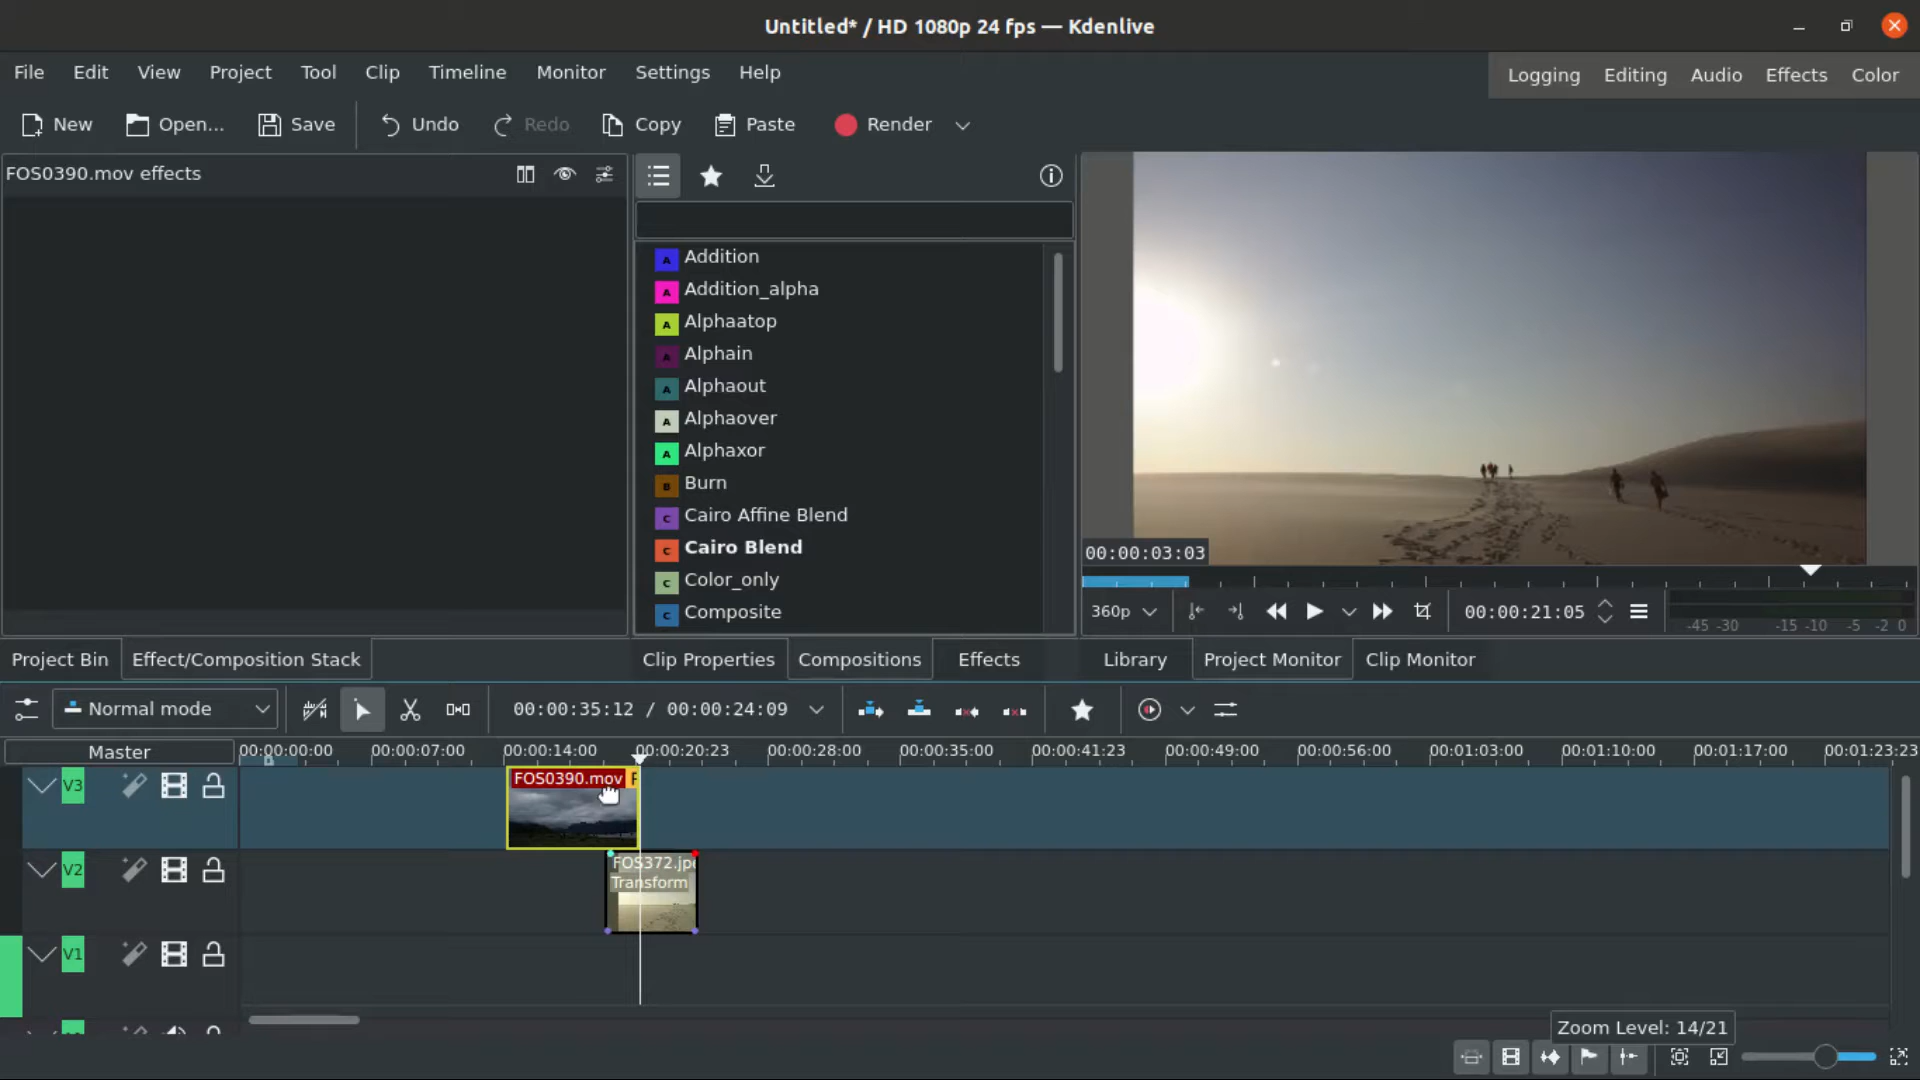 Untitled* / HD 1080p 24 fps — Kdenlive
File Edit View Project Tool Clip Timeline Monitor Settings Help
Logging Editing Audio Effects Color
New Open... Save Undo Redo Copy Paste Render
FOS0390.mov effects
Addition
Addition_alpha
Alphaatop
Alphain
Alphaout
Alphaover
Alphaxor
Burn
Cairo Affine Blend
Cairo Blend
Color_only
Composite
00:00:03:03
360p 00:00:21:05
-45 -30 -15 -10 -5 -2 0
Project Bin Effect/Composition Stack
Clip Properties Compositions Effects
Library Project Monitor Clip Monitor
Normal mode 00:00:35:12 / 00:00:24:09
Master 00:00:00:00 00:00:07:00 00:00:14:00 00:00:20:23 00:00:28:00 00:00:35:00 00:00:41:23 00:00:49:00 00:00:56:00 00:01:03:00 00:01:10:00 00:01:17:00 00:01:23:23
V3 FOS0390.mov
V2 FOS372.jp
Transform
V1
Zoom Level: 14/21